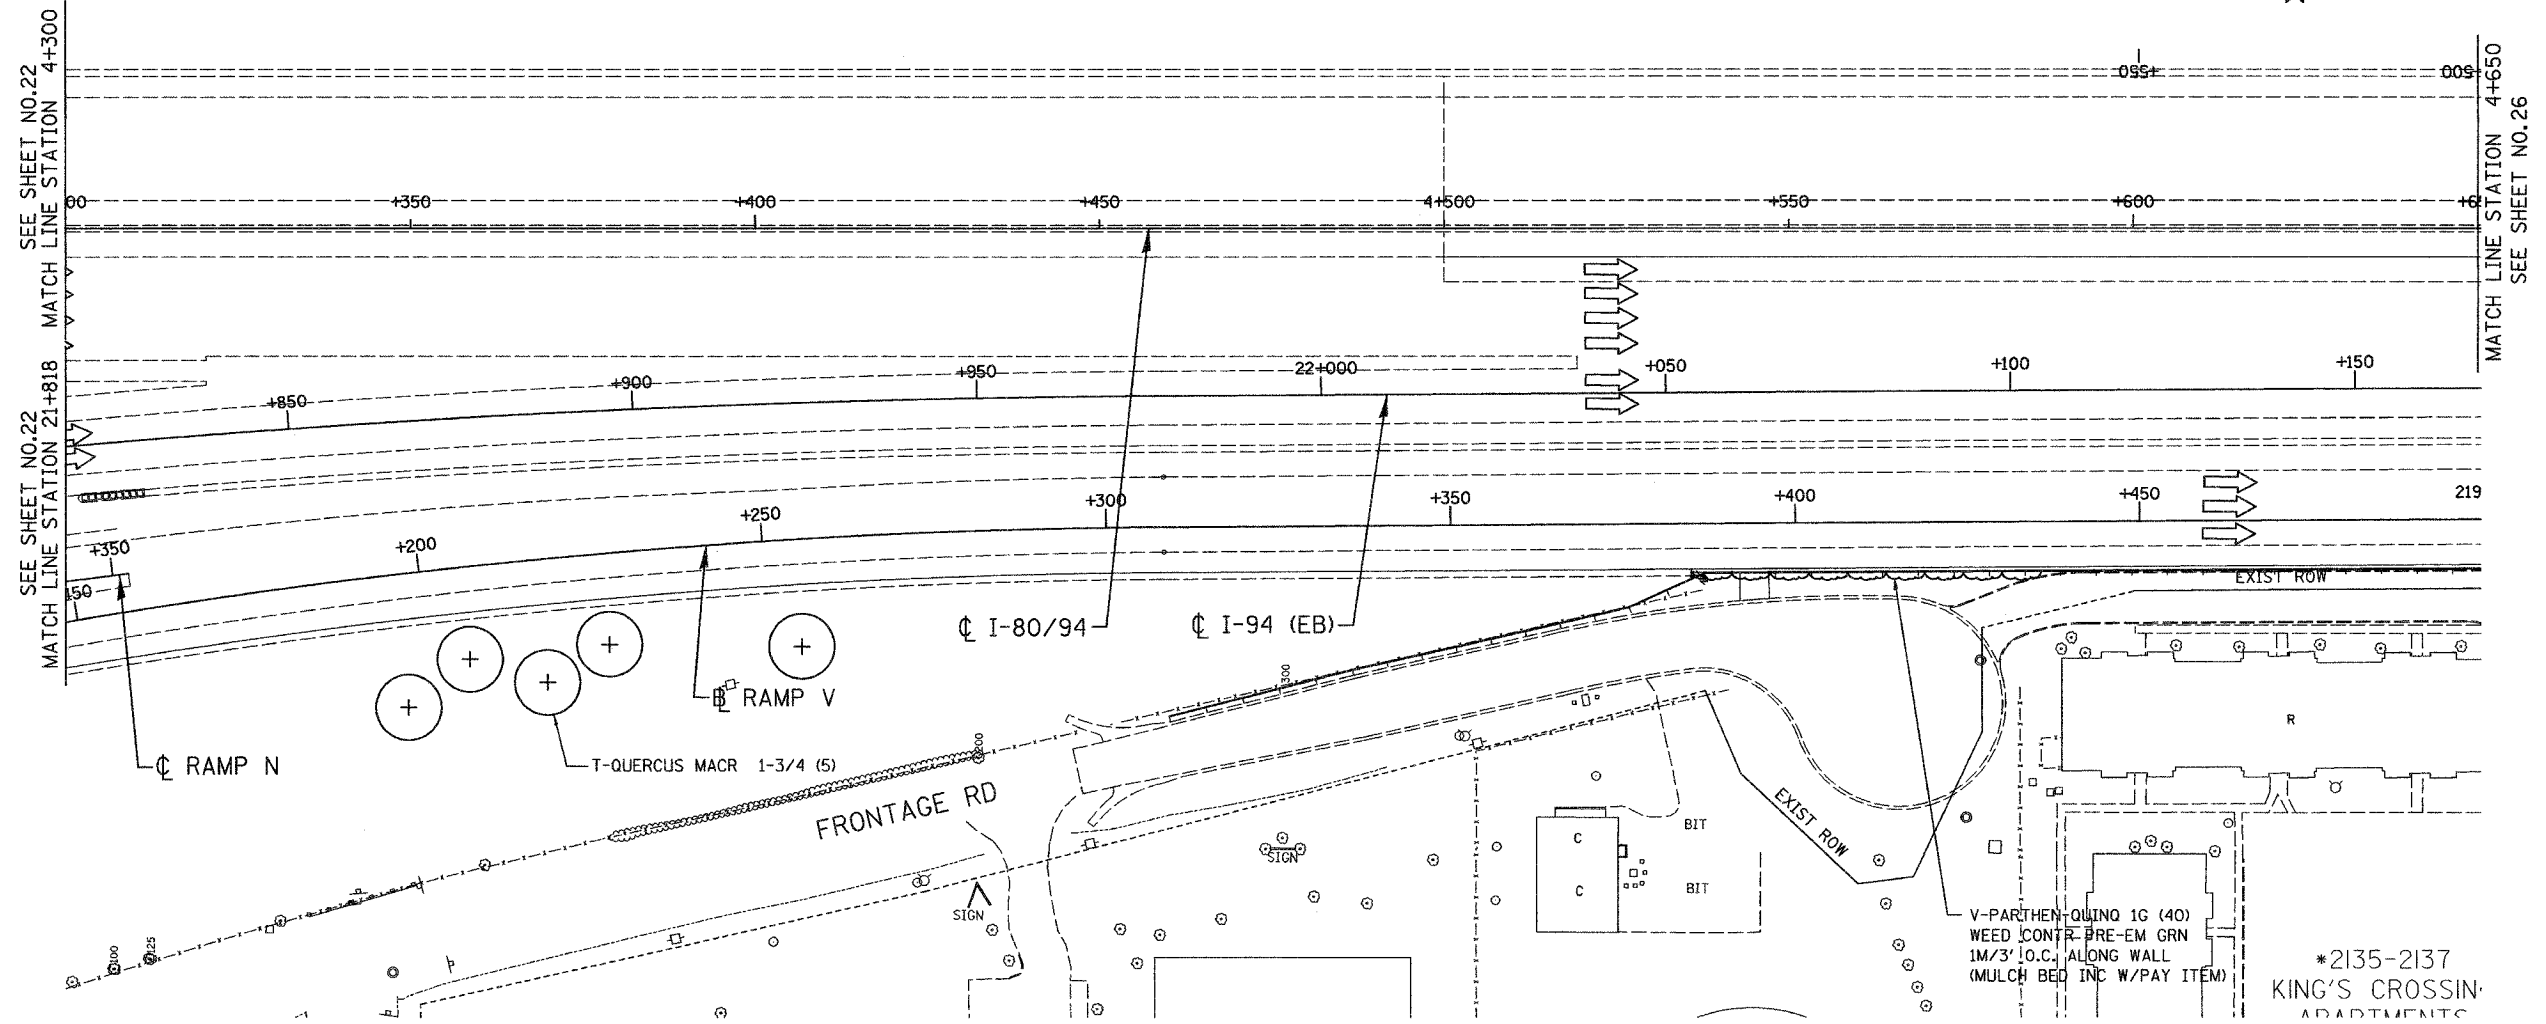 SEE SHEET NO.22
MATCH LINE STATION 4+300
SEE SHEET NO.22
MATCH LINE STATION 21+818
MATCH LINE STATION 4+650
SEE SHEET NO.26
+550
500
00
+350
+400
+450
4+500
+550
+600
+6
+850
+900
+950
22+000
+050
+100
+150
+350
150
+200
+250
+300
+350
+400
+450
219
EXIST ROW
℄ I-80/94
℄ I-94 (EB)
RAMP V
℄ RAMP N
T-QUERCUS MACR 1-3/4 (5)
FRONTAGE RD
200
300
100
125
SIGN
SIGN
C
C
BIT
BIT
R
EXIST ROW
V-PARTHEN-QUINQ 1G (40)
WEED CONTR PRE-EM GRN
1M/3' O.C. ALONG WALL
(MULCH BED INC W/PAY ITEM)
*2135-2137
KING'S CROSSIN
APARTMENTS